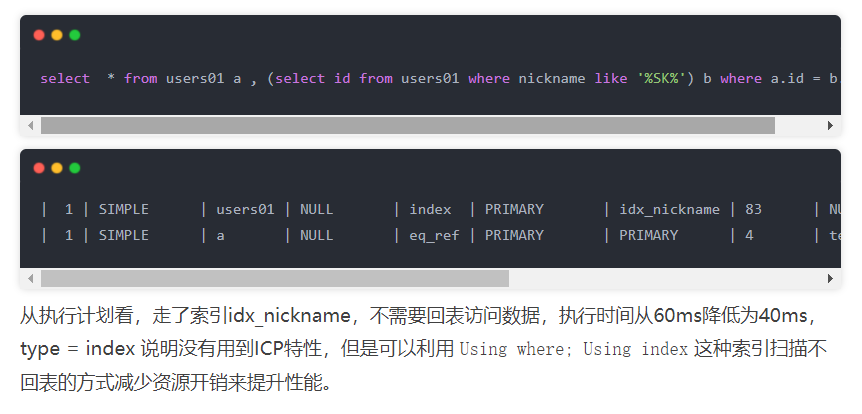 select  * from users01 a , (select id from users01 where nickname like '%SK%') b where a.id = b.
|  1 | SIMPLE      | users01 | NULL       | index  | PRIMARY       | idx_nickname | 83      | NU
|  1 | SIMPLE      | a       | NULL       | eq_ref | PRIMARY       | PRIMARY      | 4       | te
从执行计划看，走了索引idx_nickname，不需要回表访问数据，执行时间从60ms降低为40ms，
type = index 说明没有用到ICP特性，但是可以利用 Using where; Using index 这种索引扫描不
回表的方式减少资源开销来提升性能。